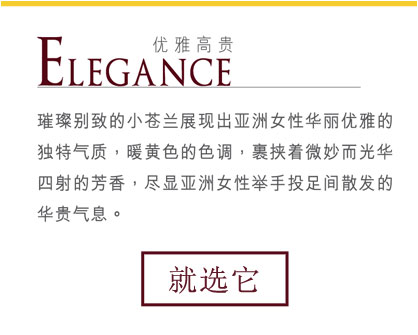 优雅高贵
ELEGANCE
璀璨别致的小苍兰展现出亚洲女性华丽优雅的
独特气质，暖黄色的色调，裹挟着微妙而光华
四射的芳香，尽显亚洲女性举手投足间散发的
华贵气息。
就选它